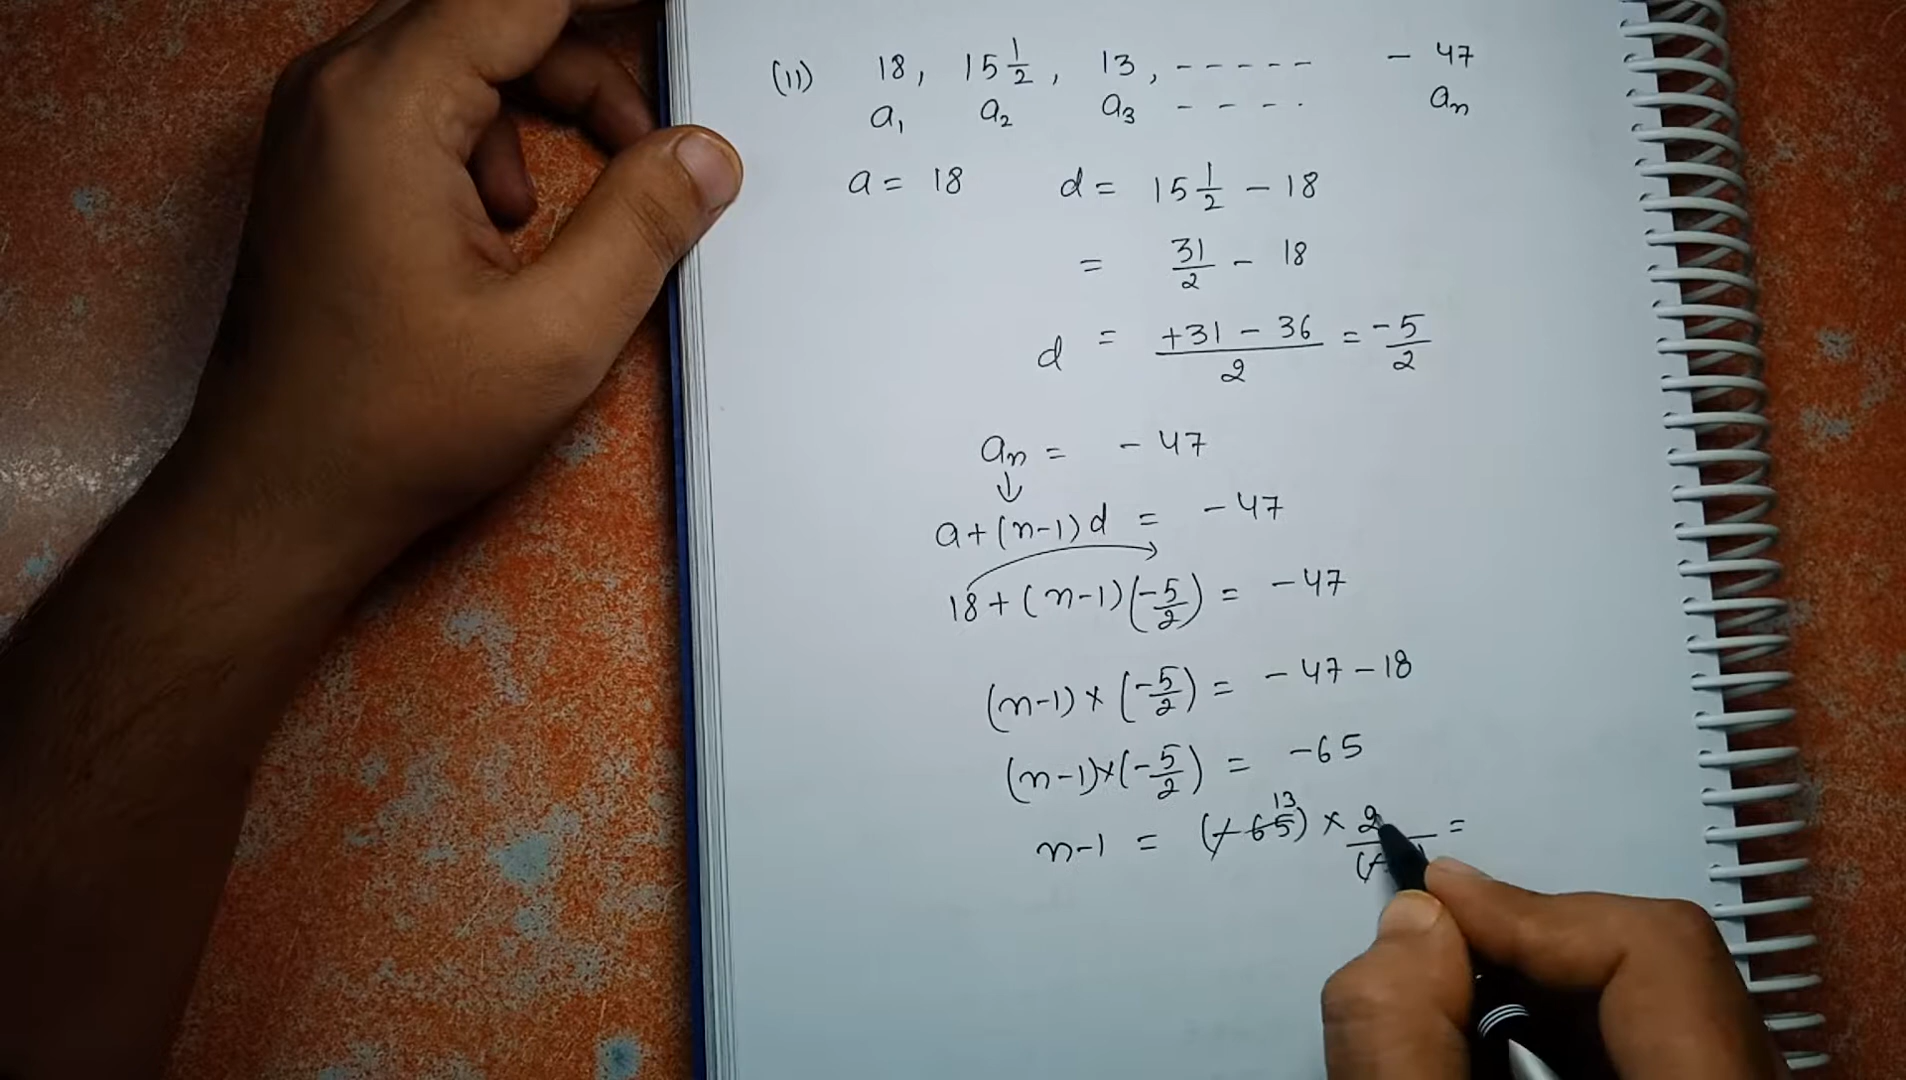 (11) 18, 15 1/2, 13, ----- - 47
a₁ a₂ a₃ ---- aₙ
a = 18 d = 15 1/2 - 18
= 31/2 - 18
d = (+31 - 36)/2 = -5/2
aₙ = - 47
↓
a+(n-1)d = - 47
18+(n-1)(-5/2) = - 47
(n-1)×(-5/2) = - 47 - 18
(n-1)×(-5/2) = -65
13
n-1 = (-65) × 2/(- =